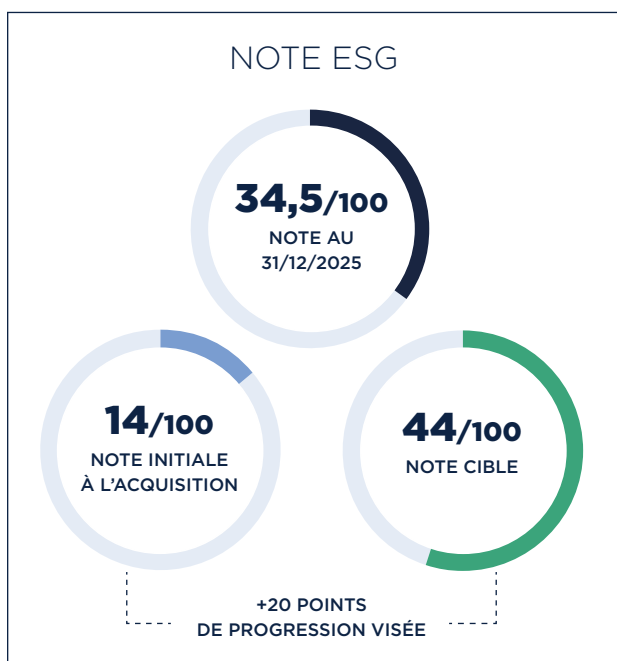 NOTE ESG
34,5/100
NOTE AU
31/12/2025
14/100
NOTE INITIALE
À L’ACQUISITION
44/100
NOTE CIBLE
+20 POINTS
DE PROGRESSION VISÉE